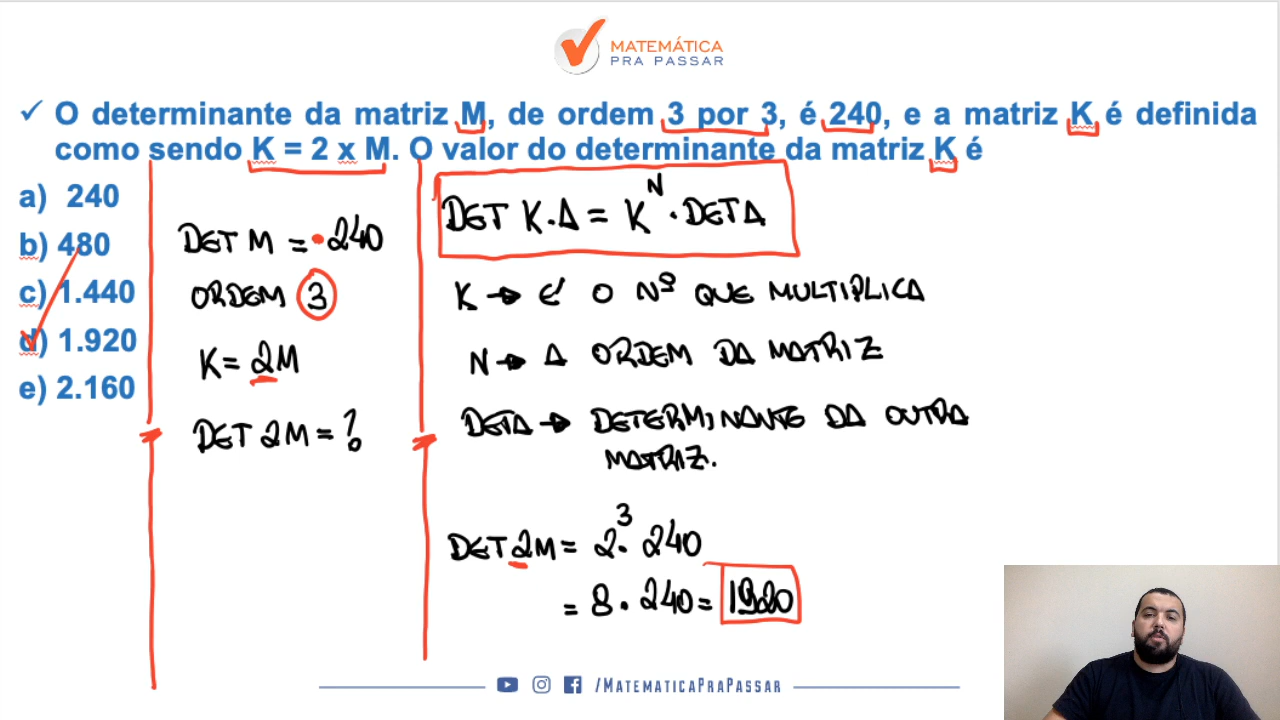 MATEMÁTICA
PRA PASSAR
✓ O determinante da matriz M, de ordem 3 por 3, é 240, e a matriz K é definida
como sendo K = 2 x M. O valor do determinante da matriz K é
a) 240
b) 480
c) 1.440
d) 1.920
e) 2.160
DET M = 240
ORDEM 3
K = 2M
DET 2M = ?
DET K.A = K^N . DET A
K → É O Nº QUE MULTIPLICA
N → A ORDEM DA MATRIZ
DETA → DETERMINANTE DA OUTRA
MATRIZ.
DET 2M = 2^3 . 240
= 8 . 240 = 1920
/MATEMATICAPRAPASSAR